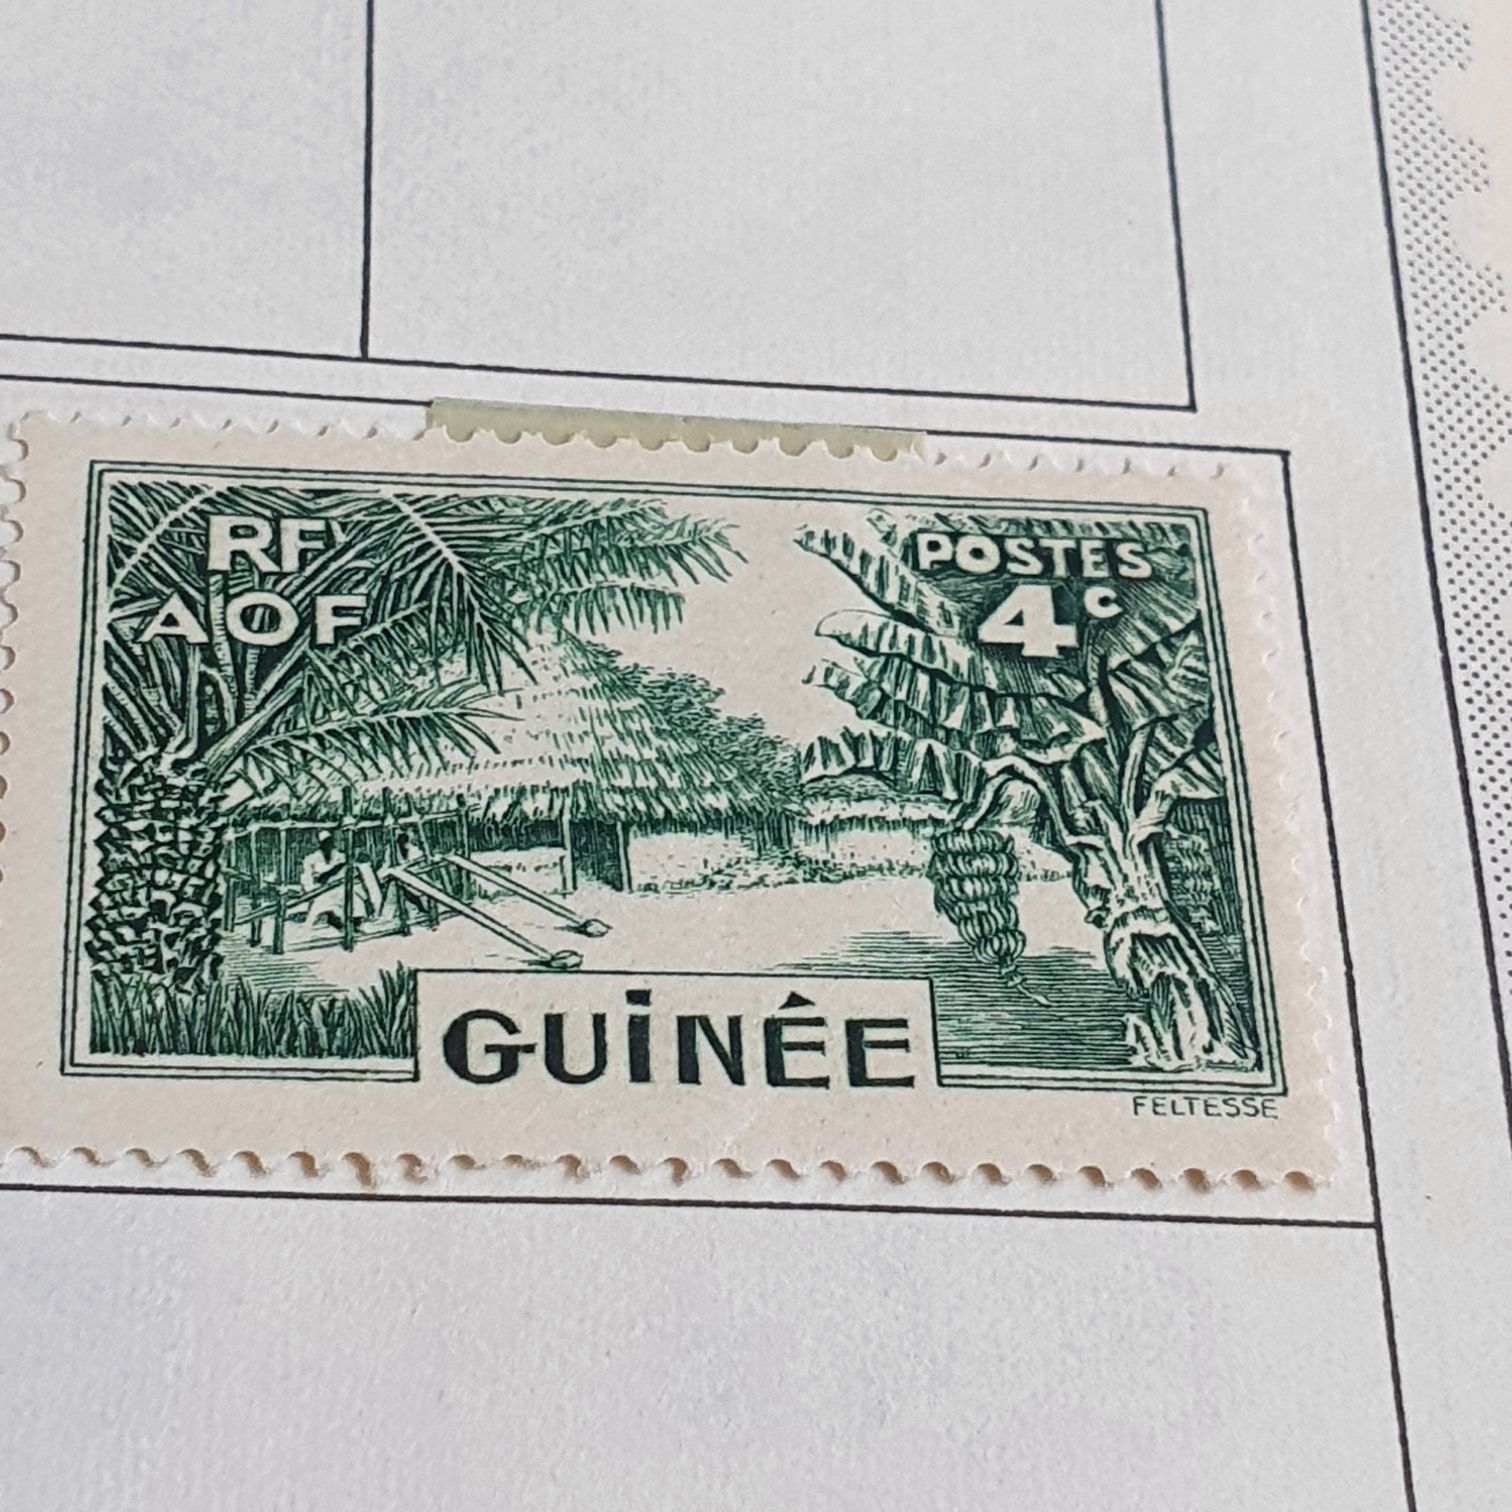 RF
AOF
POSTES
4c
GUINÉE
FELTESSE